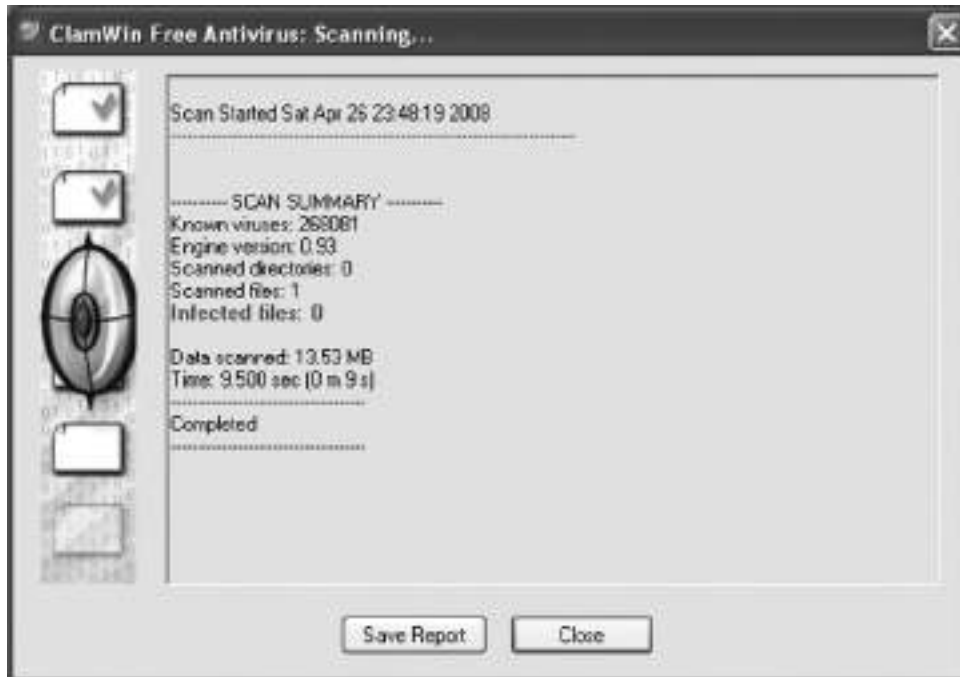 ClamWin Free Antivirus: Scanning...
Scan Started Sat Apr 26 23:48:19 2008
--------------------------------------------------------------------------------
---------- SCAN SUMMARY -----------
Known viruses: 268081
Engine version: 0.93
Scanned directories: 0
Scanned files: 1
Infected files: 0
Data scanned: 13.53 MB
Time: 9.500 sec (0 m 9 s)
--------------------------------------
Completed
--------------------------------------
Save Report
Close